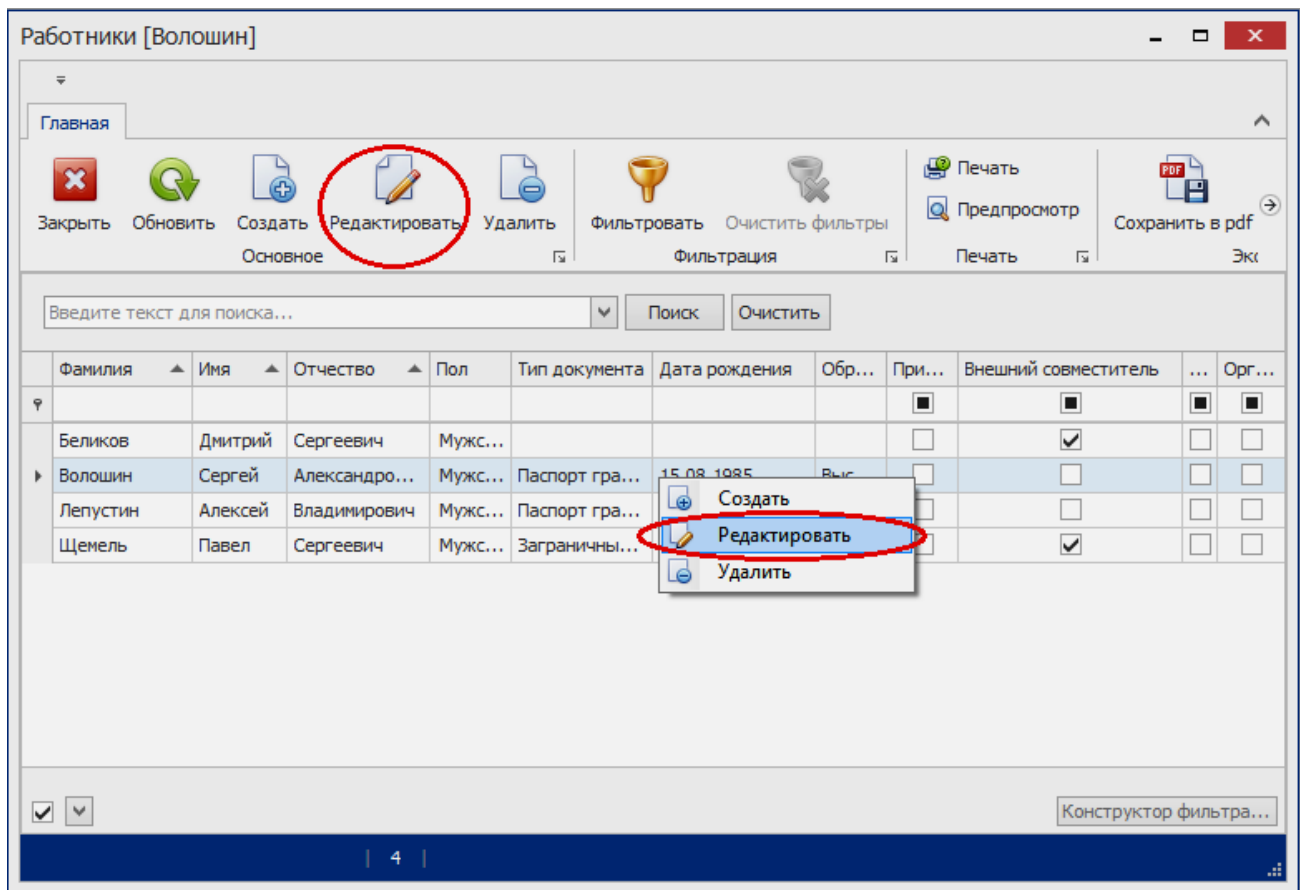 Работники [Волошин]
Главная
Закрыть Обновить Создать Редактировать Удалить Фильтровать Очистить фильтры Печать Предпросмотр PDF Сохранить в pdf
Основное Фильтрация Печать Экс
Введите текст для поиска... Поиск Очистить
Фамилия Имя Отчество Пол Тип документа Дата рождения Обр... При... Внешний совместитель ... Орг...
Беликов Дмитрий Сергеевич Мужс...
Волошин Сергей Александро... Мужс... Паспорт гра... 15.08.1985 Выс...
Лепустин Алексей Владимирович Мужс... Паспорт гра...
Щемель Павел Сергеевич Мужс... Заграничны...
Создать
Редактировать
Удалить
Конструктор фильтра...
4